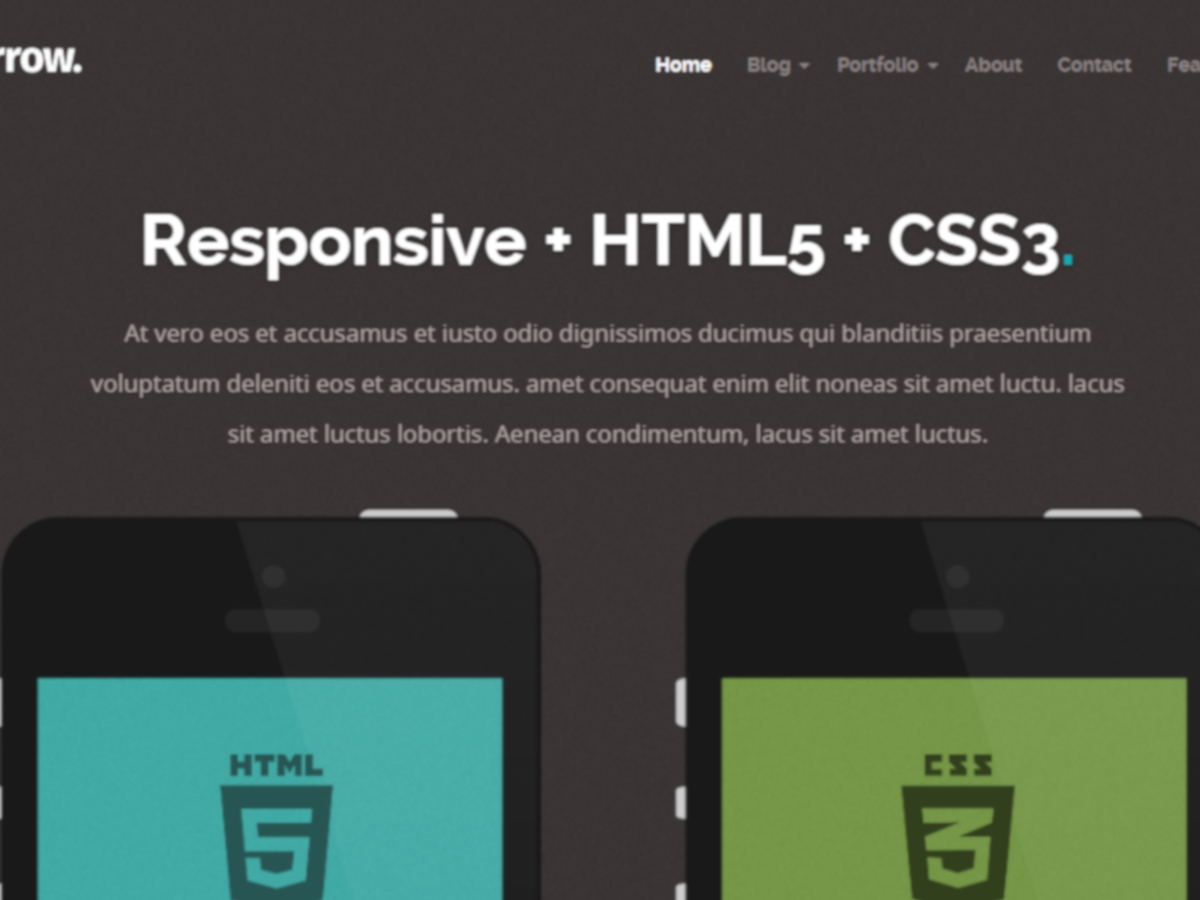 rrow.
Home Blog Portfolio About Contact Fea
Responsive + HTML5 + CSS3.
At vero eos et accusamus et iusto odio dignissimos ducimus qui blanditiis praesentium
voluptatum deleniti eos et accusamus. amet consequat enim elit noneas sit amet luctu. lacus
sit amet luctus lobortis. Aenean condimentum, lacus sit amet luctus.
HTML
5
CSS
3